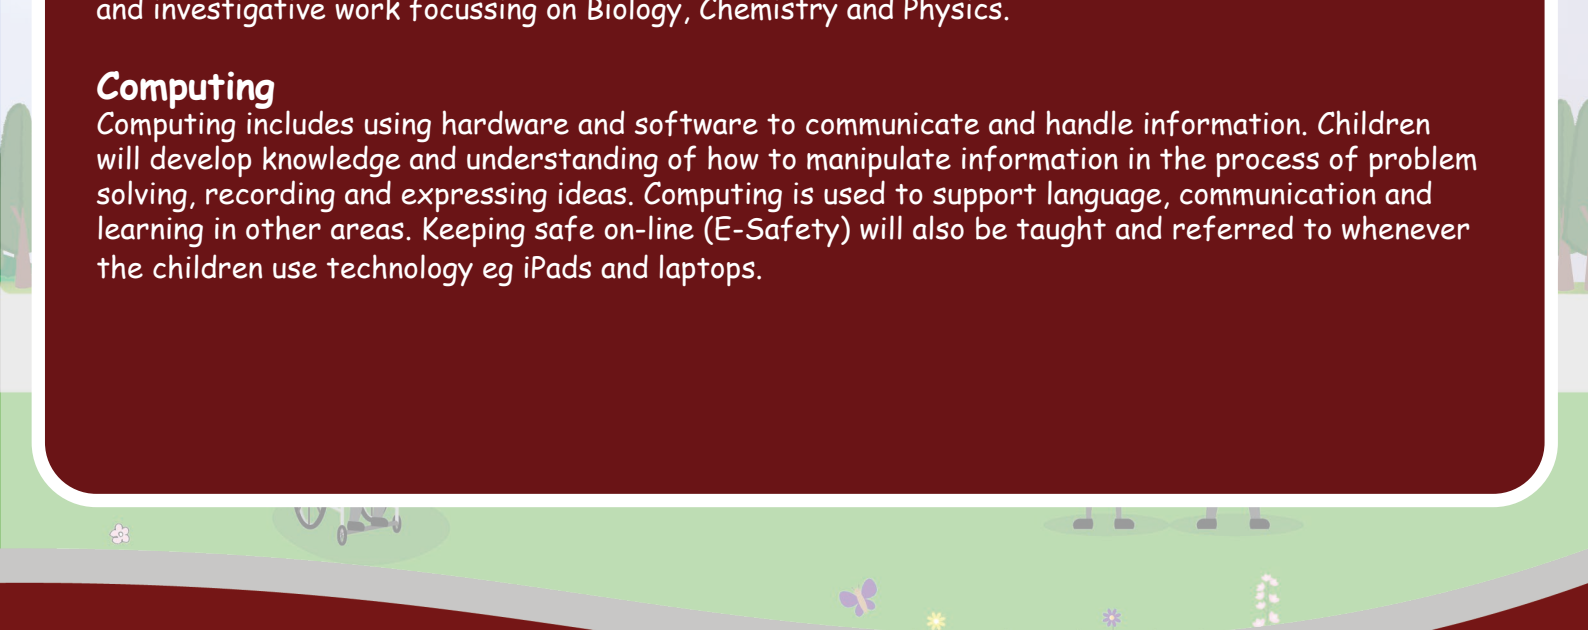 and investigative work focussing on Biology, Chemistry and Physics.
Computing
Computing includes using hardware and software to communicate and handle information. Children
will develop knowledge and understanding of how to manipulate information in the process of problem
solving, recording and expressing ideas. Computing is used to support language, communication and
learning in other areas. Keeping safe on-line (E-Safety) will also be taught and referred to whenever
the children use technology eg iPads and laptops.